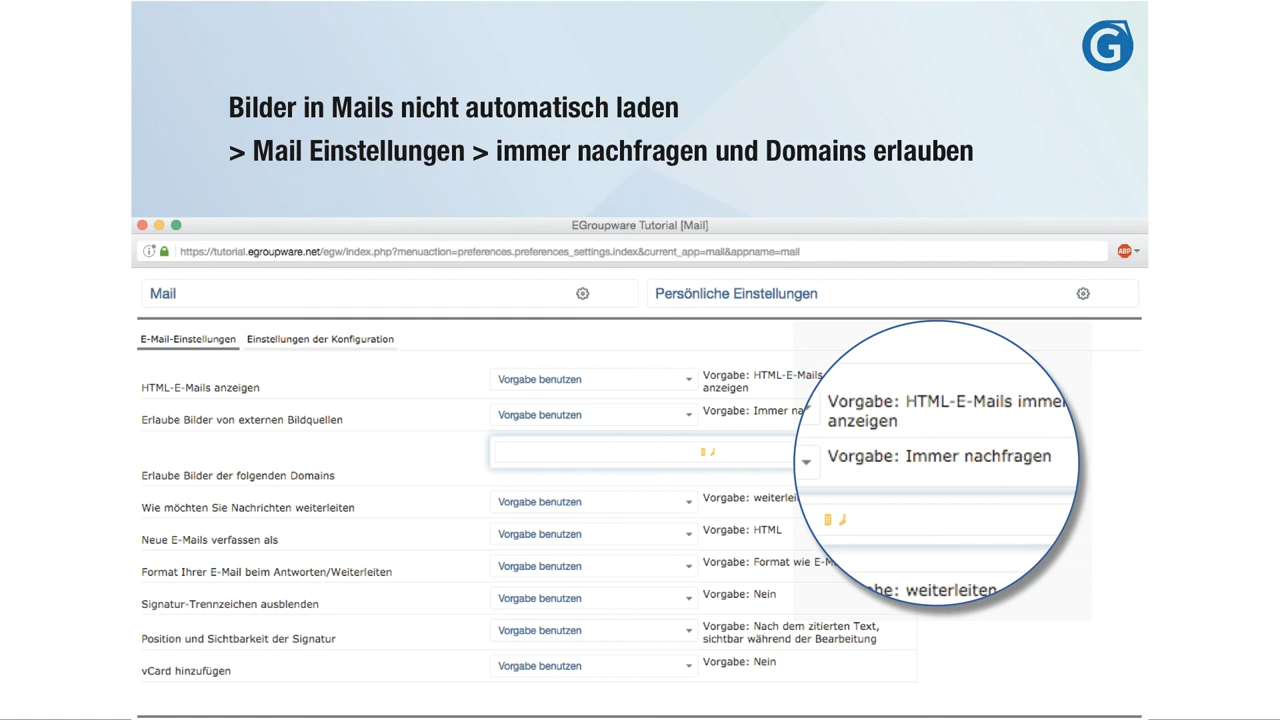 G
Bilder in Mails nicht automatisch laden
> Mail Einstellungen > immer nachfragen und Domains erlauben
EGroupware Tutorial [Mail]
https://tutorial.egroupware.net/egw/index.php?menuaction=preferences.preferences_settings.index&current_app=mail&appname=mail
ABP
Mail
Persönliche Einstellungen
E-Mail-Einstellungen Einstellungen der Konfiguration
HTML-E-Mails anzeigen
Vorgabe benutzen
Vorgabe: HTML-E-Mails
anzeigen
Erlaube Bilder von externen Bildquellen
Vorgabe benutzen
Vorgabe: Immer na
Erlaube Bilder der folgenden Domains
Wie möchten Sie Nachrichten weiterleiten
Vorgabe benutzen
Vorgabe: weiterlei
Neue E-Mails verfassen als
Vorgabe benutzen
Vorgabe: HTML
Format Ihrer E-Mail beim Antworten/Weiterleiten
Vorgabe benutzen
Vorgabe: Format wie E-M
Signatur-Trennzeichen ausblenden
Vorgabe benutzen
Vorgabe: Nein
Position und Sichtbarkeit der Signatur
Vorgabe benutzen
Vorgabe: Nach dem zitierten Text,
sichtbar während der Bearbeitung
vCard hinzufügen
Vorgabe benutzen
Vorgabe: Nein
Vorgabe: HTML-E-Mails immer
anzeigen
Vorgabe: Immer nachfragen
be: weiterleiten